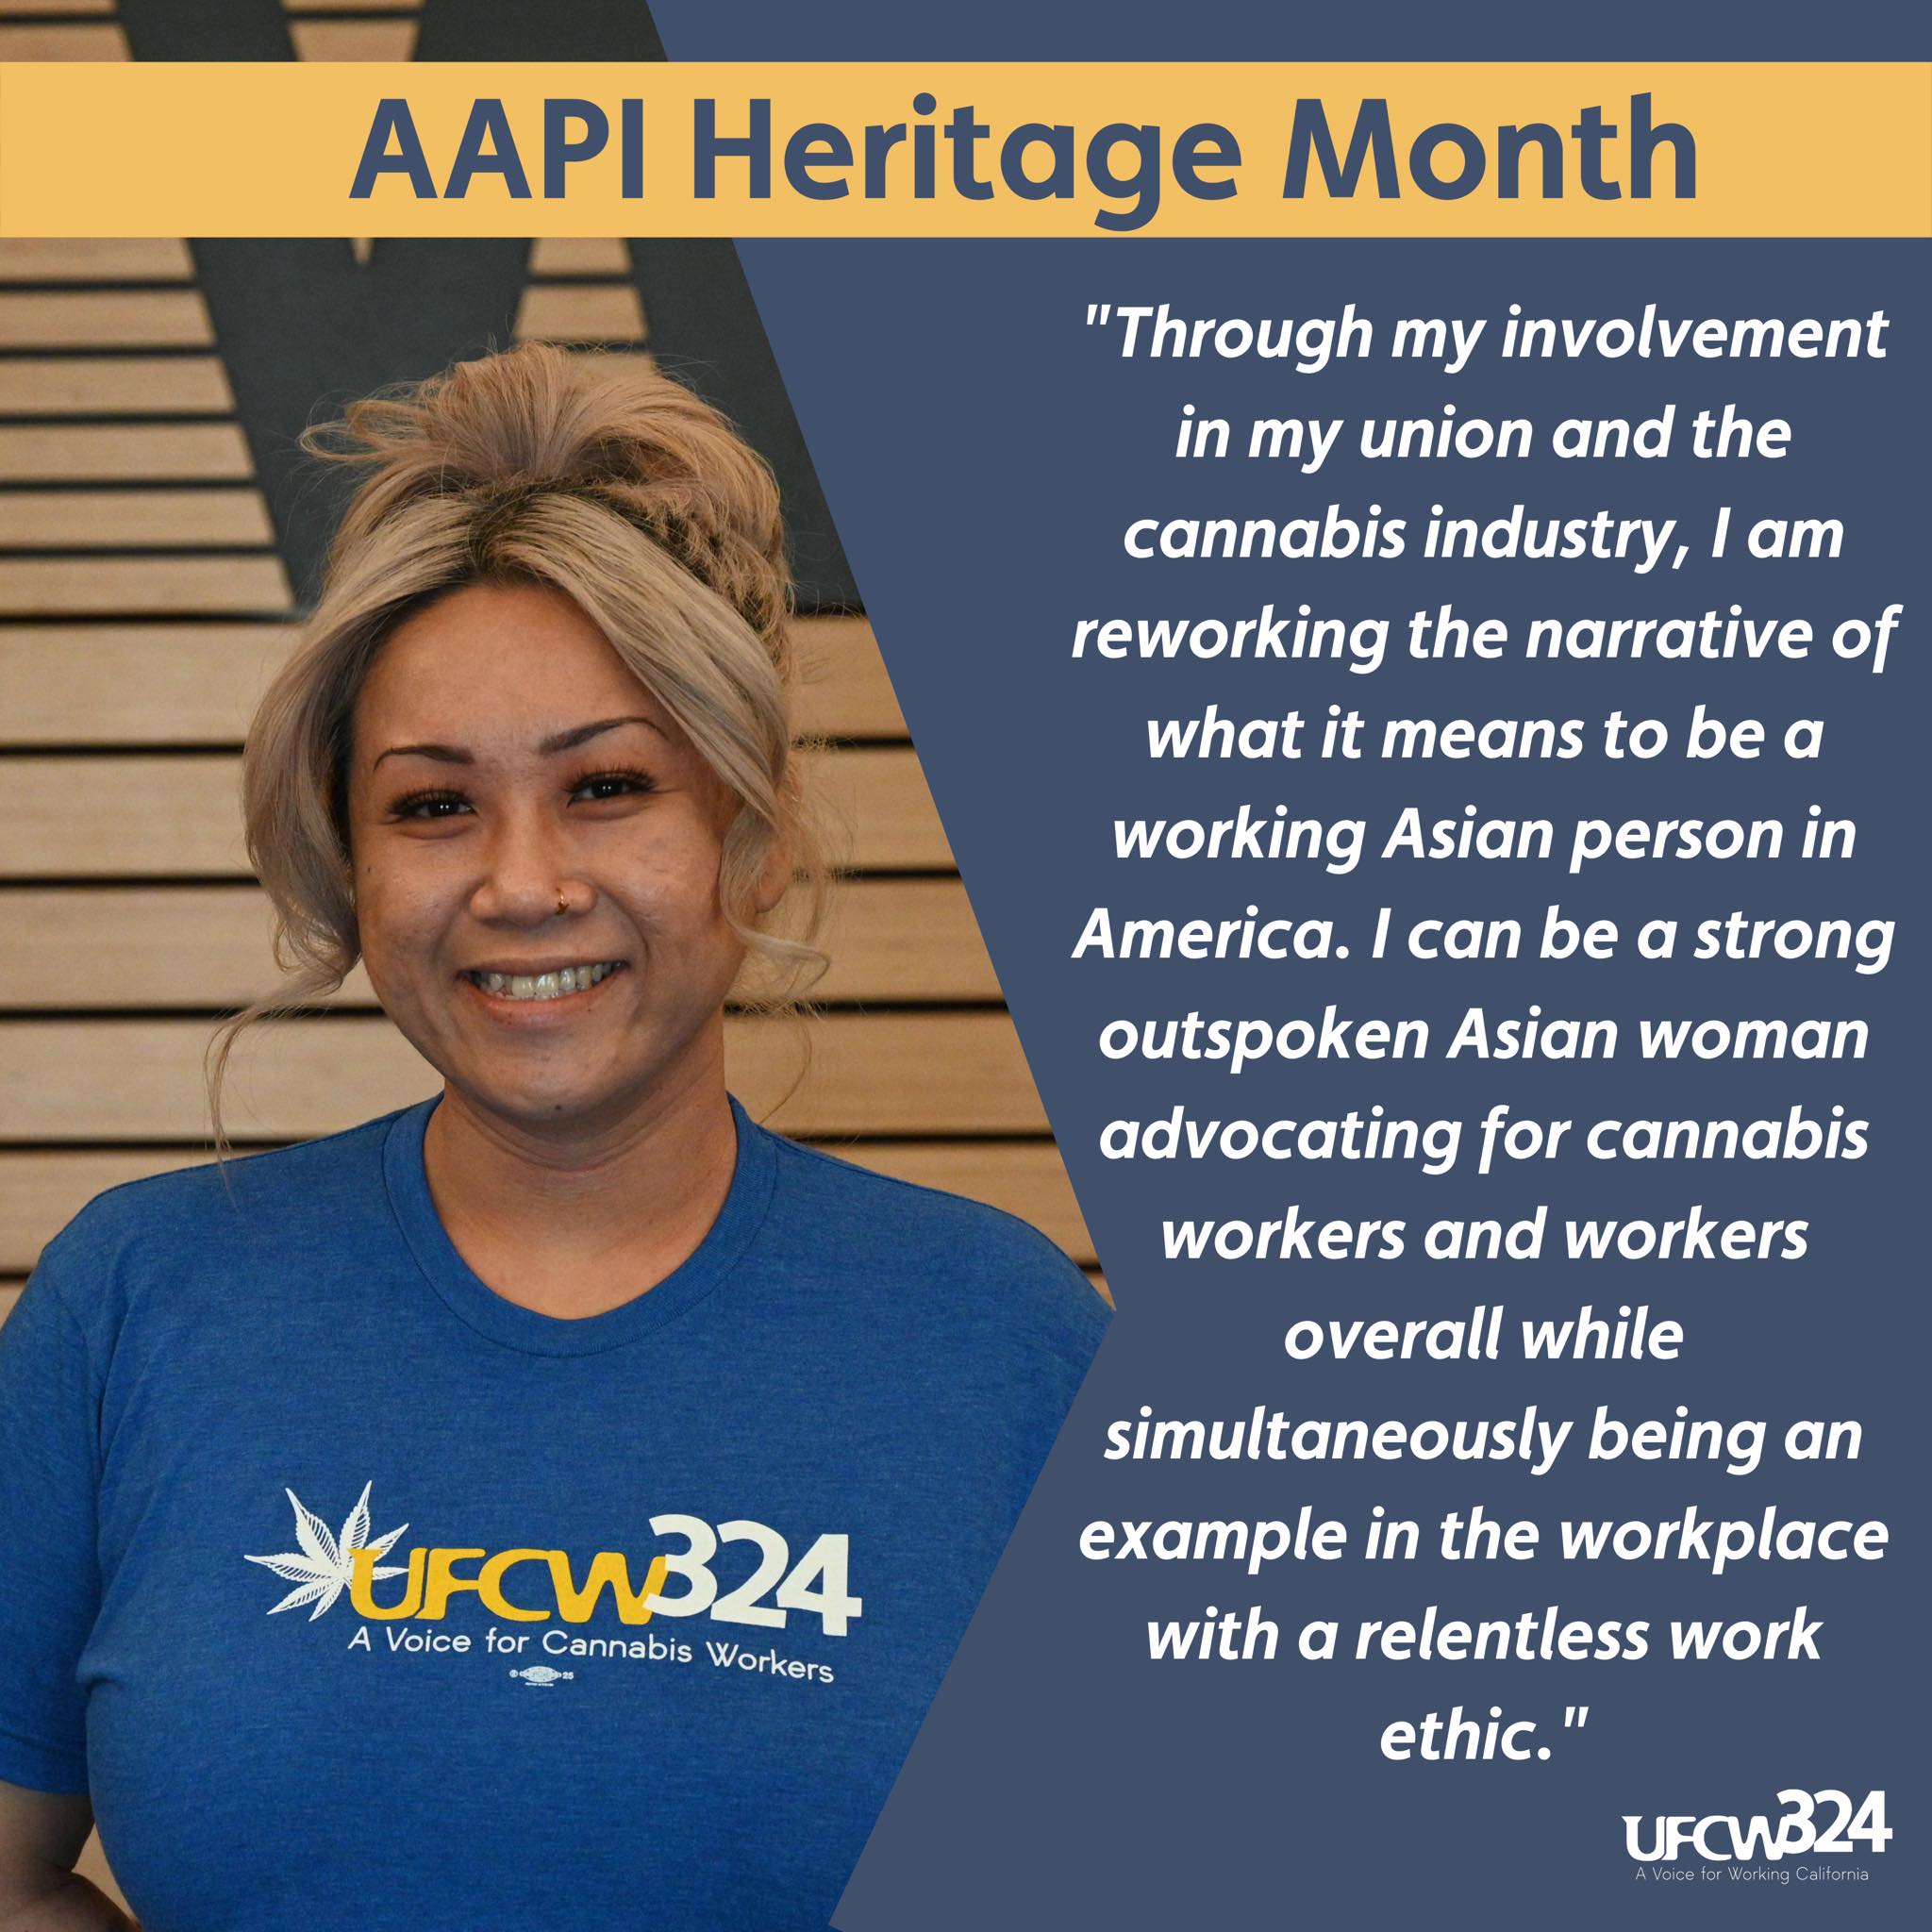 AAPI Heritage Month
"Through my involvement
in my union and the
cannabis industry, I am
reworking the narrative of
what it means to be a
working Asian person in
America. I can be a strong
outspoken Asian woman
advocating for cannabis
workers and workers
overall while
simultaneously being an
example in the workplace
with a relentless work
ethic."
UFCW324
A Voice for Cannabis Workers
25
UFCW324
A Voice for Working California